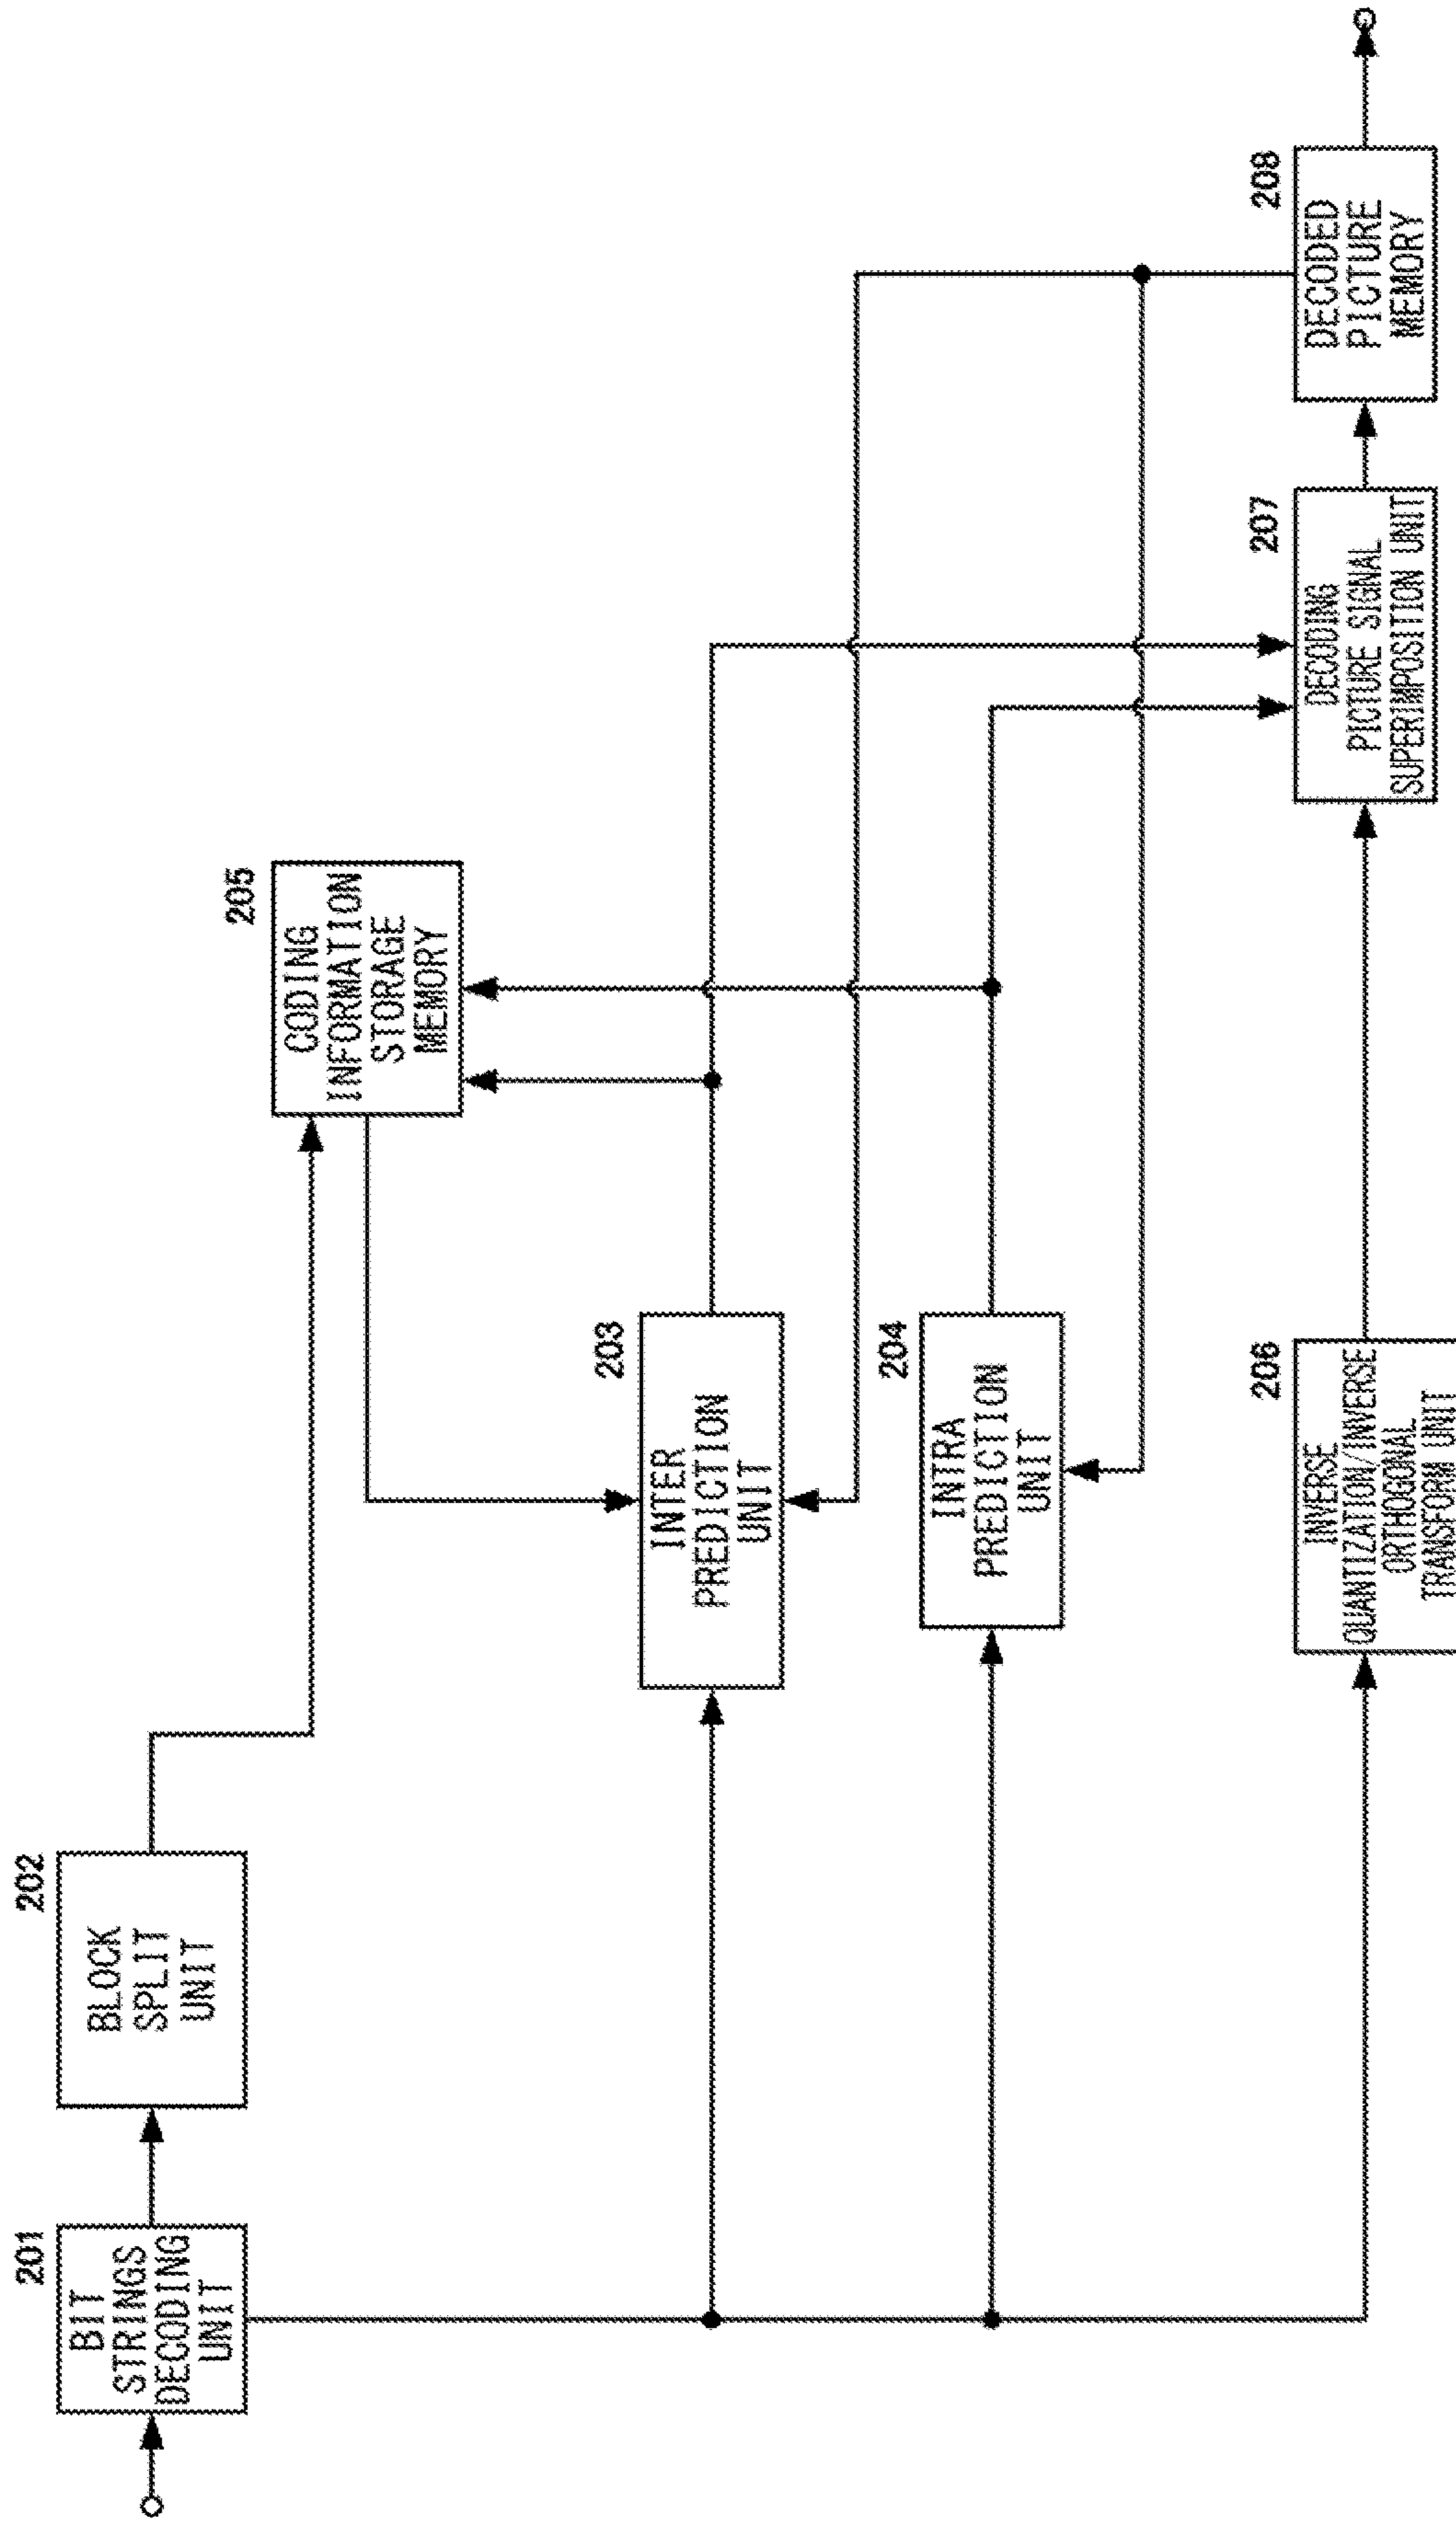 201
BIT
STRINGS
DECODING
UNIT
202
BLOCK
SPLIT
UNIT
203
INTER
PREDICTION
UNIT
204
INTRA
PREDICTION
UNIT
205
CODING
INFORMATION
STORAGE
MEMORY
206
INVERSE
QUANTIZATION/INVERSE
ORTHOGONAL
TRANSFORM UNIT
207
DECODING
PICTURE SIGNAL
SUPERIMPOSITION UNIT
208
DECODED
PICTURE
MEMORY